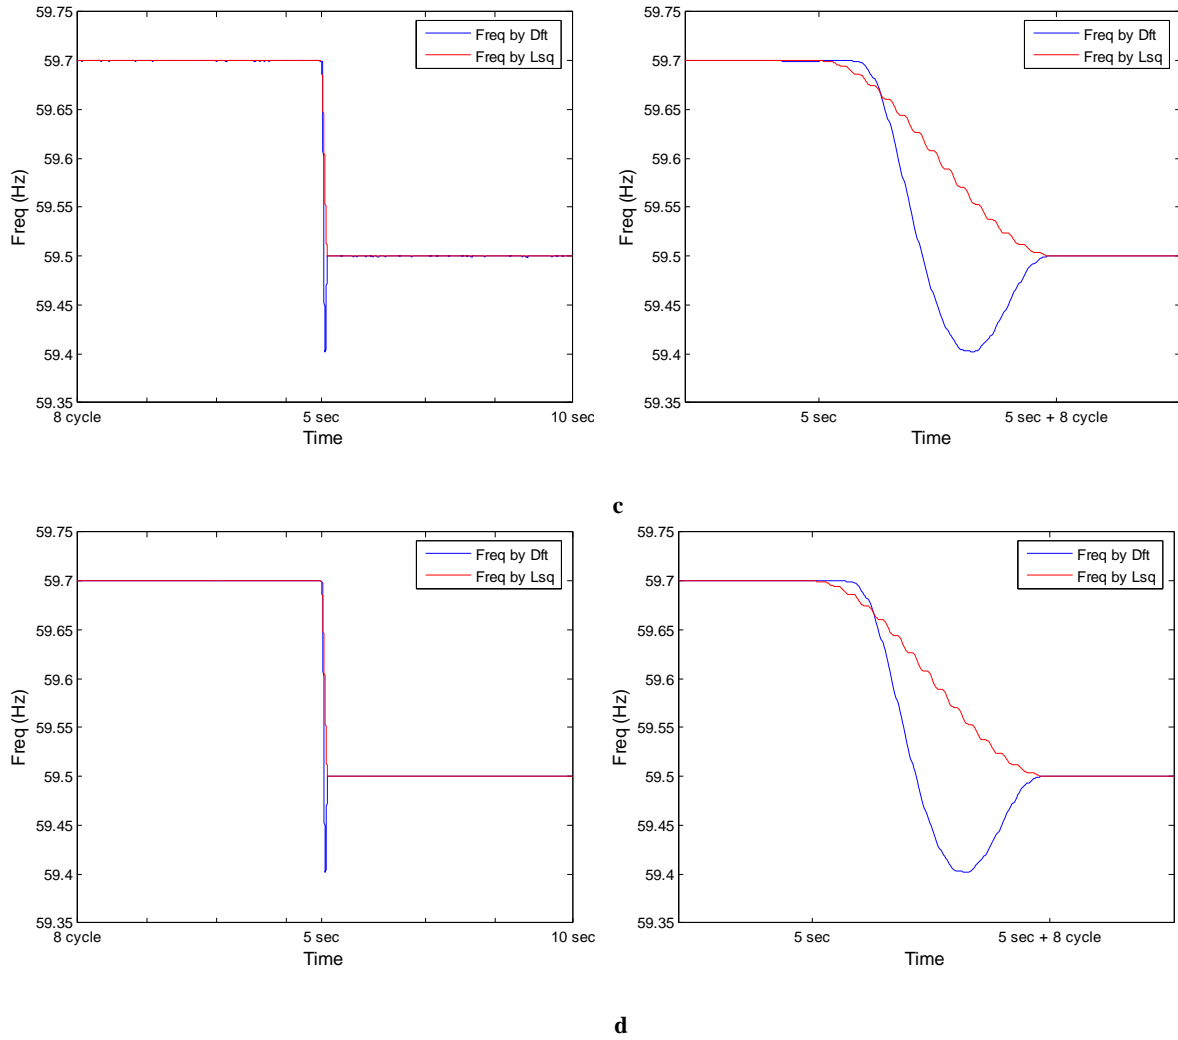 59.75
59.7
59.65
59.6
59.55
59.5
59.45
59.4
59.35
Freq (Hz)
8 cycle
5 sec
10 sec
Time
Freq by Dft
Freq by Lsq
59.75
59.7
59.65
59.6
59.55
59.5
59.45
59.4
59.35
Freq (Hz)
5 sec
5 sec + 8 cycle
Time
Freq by Dft
Freq by Lsq
c
59.75
59.7
59.65
59.6
59.55
59.5
59.45
59.4
59.35
Freq (Hz)
8 cycle
5 sec
10 sec
Time
Freq by Dft
Freq by Lsq
59.75
59.7
59.65
59.6
59.55
59.5
59.45
59.4
59.35
Freq (Hz)
5 sec
5 sec + 8 cycle
Time
Freq by Dft
Freq by Lsq
d